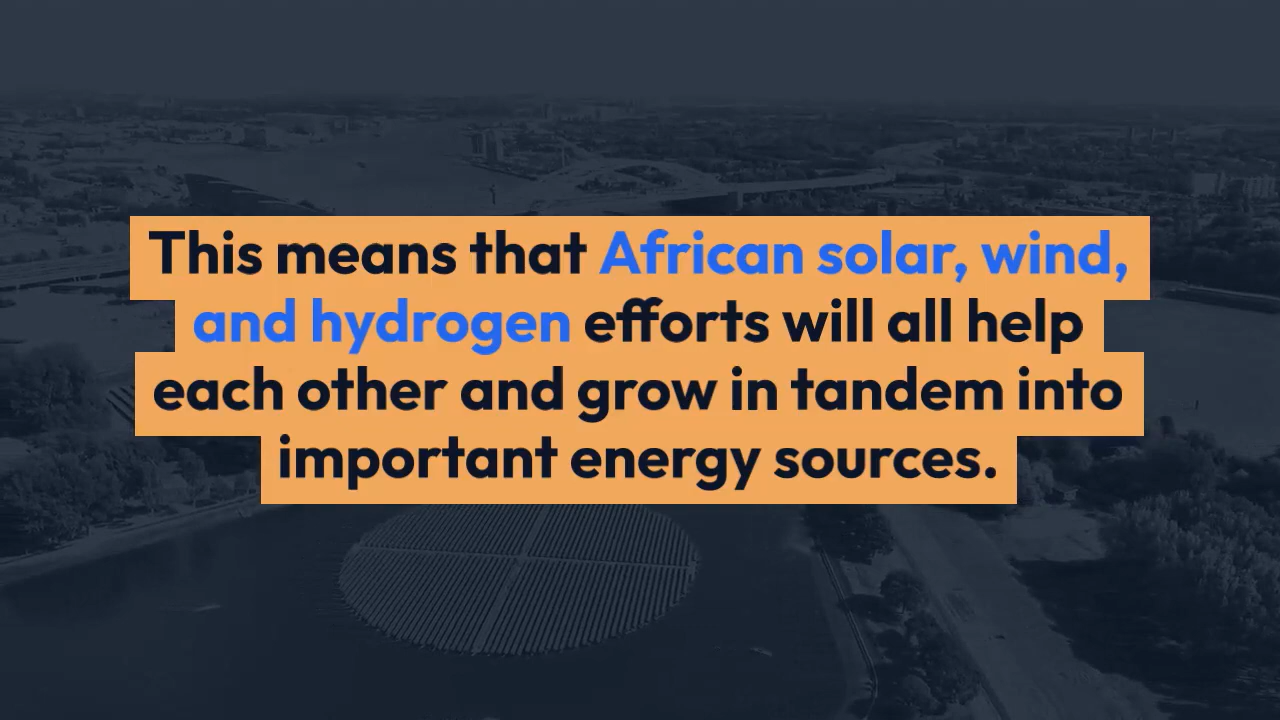 This means that African solar, wind,
and hydrogen efforts will all help
each other and grow in tandem into
important energy sources.